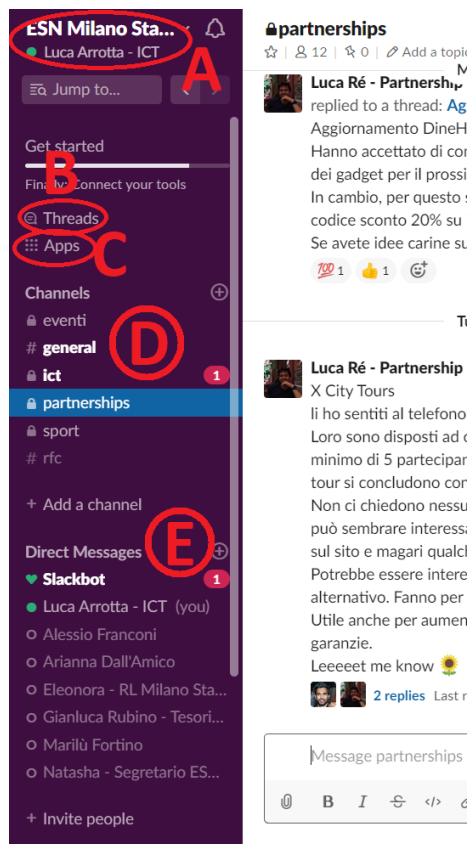 ESN Milano Sta...
Luca Arrotta - ICT
A
Jump to...
Get started
Finally: Connect your tools
B
Threads
Apps
C
Channels
eventi
# general
D
ict 1
partnerships
sport
# rfc
+ Add a channel
E
Direct Messages
Slackbot 1
Luca Arrotta - ICT (you)
Alessio Franconi
Arianna Dall'Amico
Eleonora - RL Milano Sta...
Gianluca Rubino - Tesori...
Marilù Fortino
Natasha - Segretario ES...
+ Invite people
partnerships
12 | 0 | Add a topic
Luca Ré - Partnership
replied to a thread: Ag
Aggiornamento DineH
Hanno accettato di con
dei gadget per il prossi
In cambio, per questo s
codice sconto 20% su
Se avete idee carine su
💯 1 👍 1
Tu
Luca Ré - Partnership
X City Tours
li ho sentiti al telefono
Loro sono disposti ad
minimo di 5 partecipan
tour si concludono con
Non ci chiedono nessu
può sembrare interessa
sul sito e magari qualch
Potrebbe essere intere
alternativo. Fanno per
Utile anche per aumen
garanzie.
Leeeeet me know 🌻
2 replies Last r
Message partnerships
B I S </>